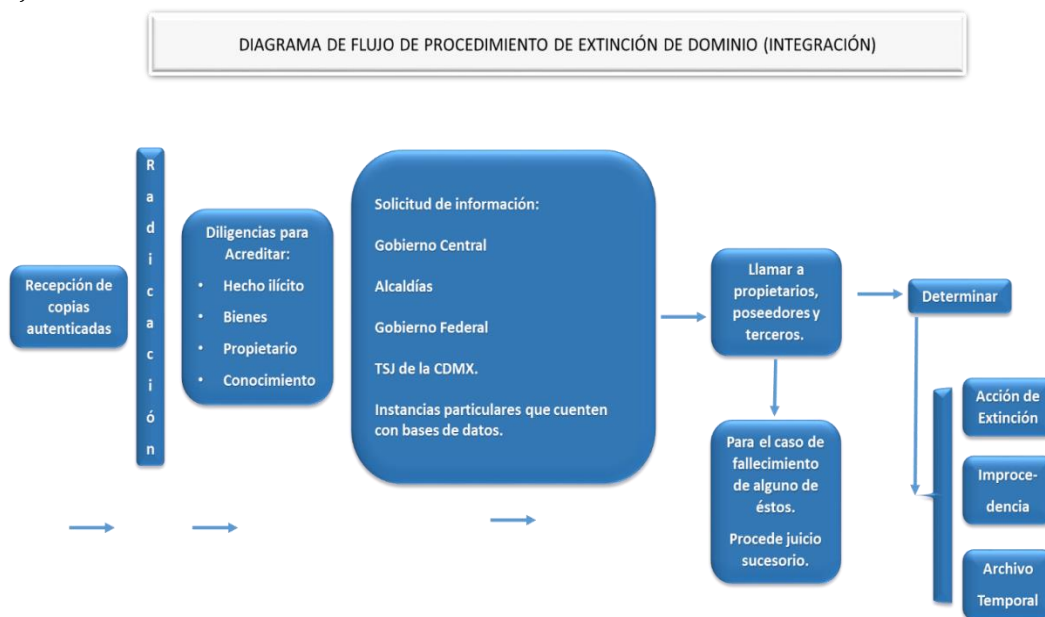 DIAGRAMA DE FLUJO DE PROCEDIMIENTO DE EXTINCIÓN DE DOMINIO (INTEGRACIÓN)
Recepción de
copias
autenticadas
Radicación
Diligencias para
Acreditar:
• Hecho ilícito
• Bienes
• Propietario
• Conocimiento
Solicitud de información:
Gobierno Central
Alcaldías
Gobierno Federal
TSJ de la CDMX.
Instancias particulares que cuenten
con bases de datos.
Llamar a
propietarios,
poseedores y
terceros.
Para el caso de
fallecimiento
de alguno de
éstos.
Procede juicio
sucesorio.
Determinar
Acción de
Extinción
Improce-
dencia
Archivo
Temporal